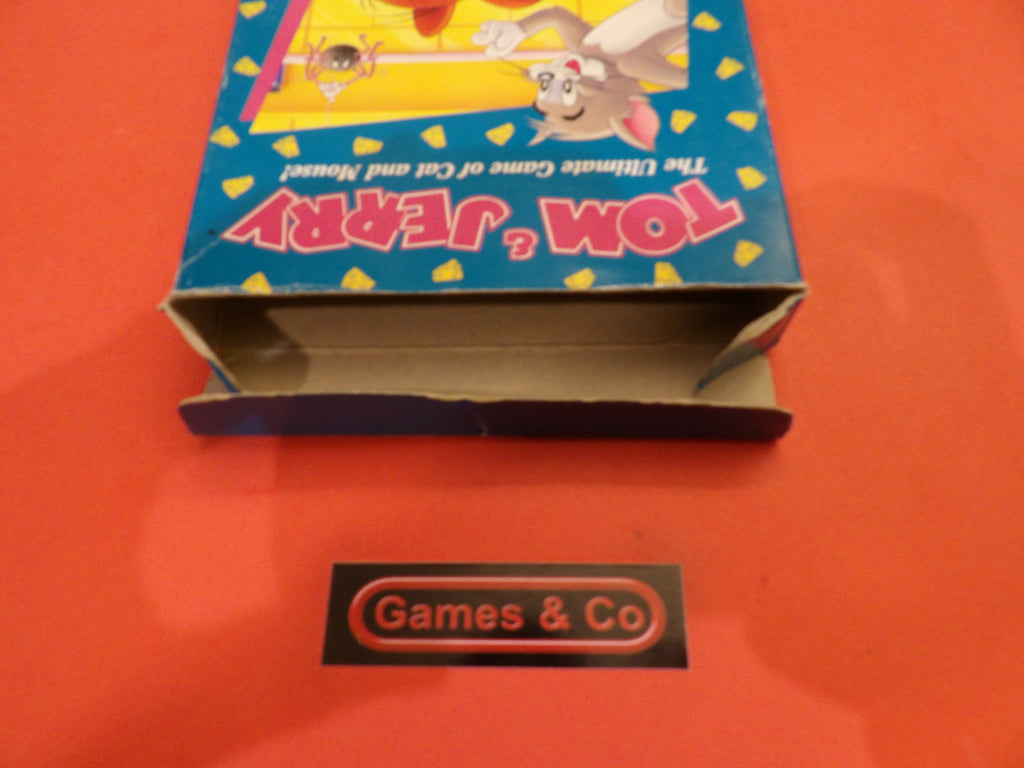 TOM & JERRY
The Ultimate Game of Cat and Mouse!
Games & Co